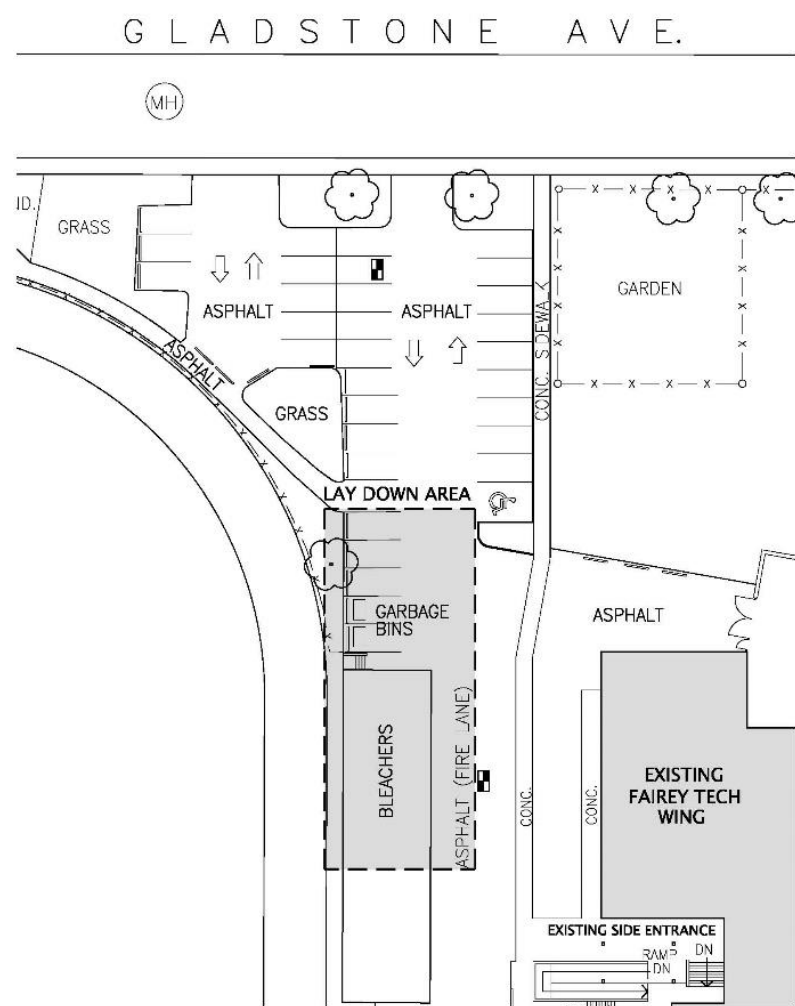 GLADSTONE AVE.
MH
ND.
GRASS
GARDEN
ASPHALT
ASPHALT
CONC. SIDEWALK
ASPHALT
GRASS
LAY DOWN AREA
GARBAGE
BINS
ASPHALT
BLEACHERS
ASPHALT (FIRE LANE)
EXISTING
FAIREY TECH
WING
CONC.
CONC.
EXISTING SIDE ENTRANCE
RAMP
DN
DN